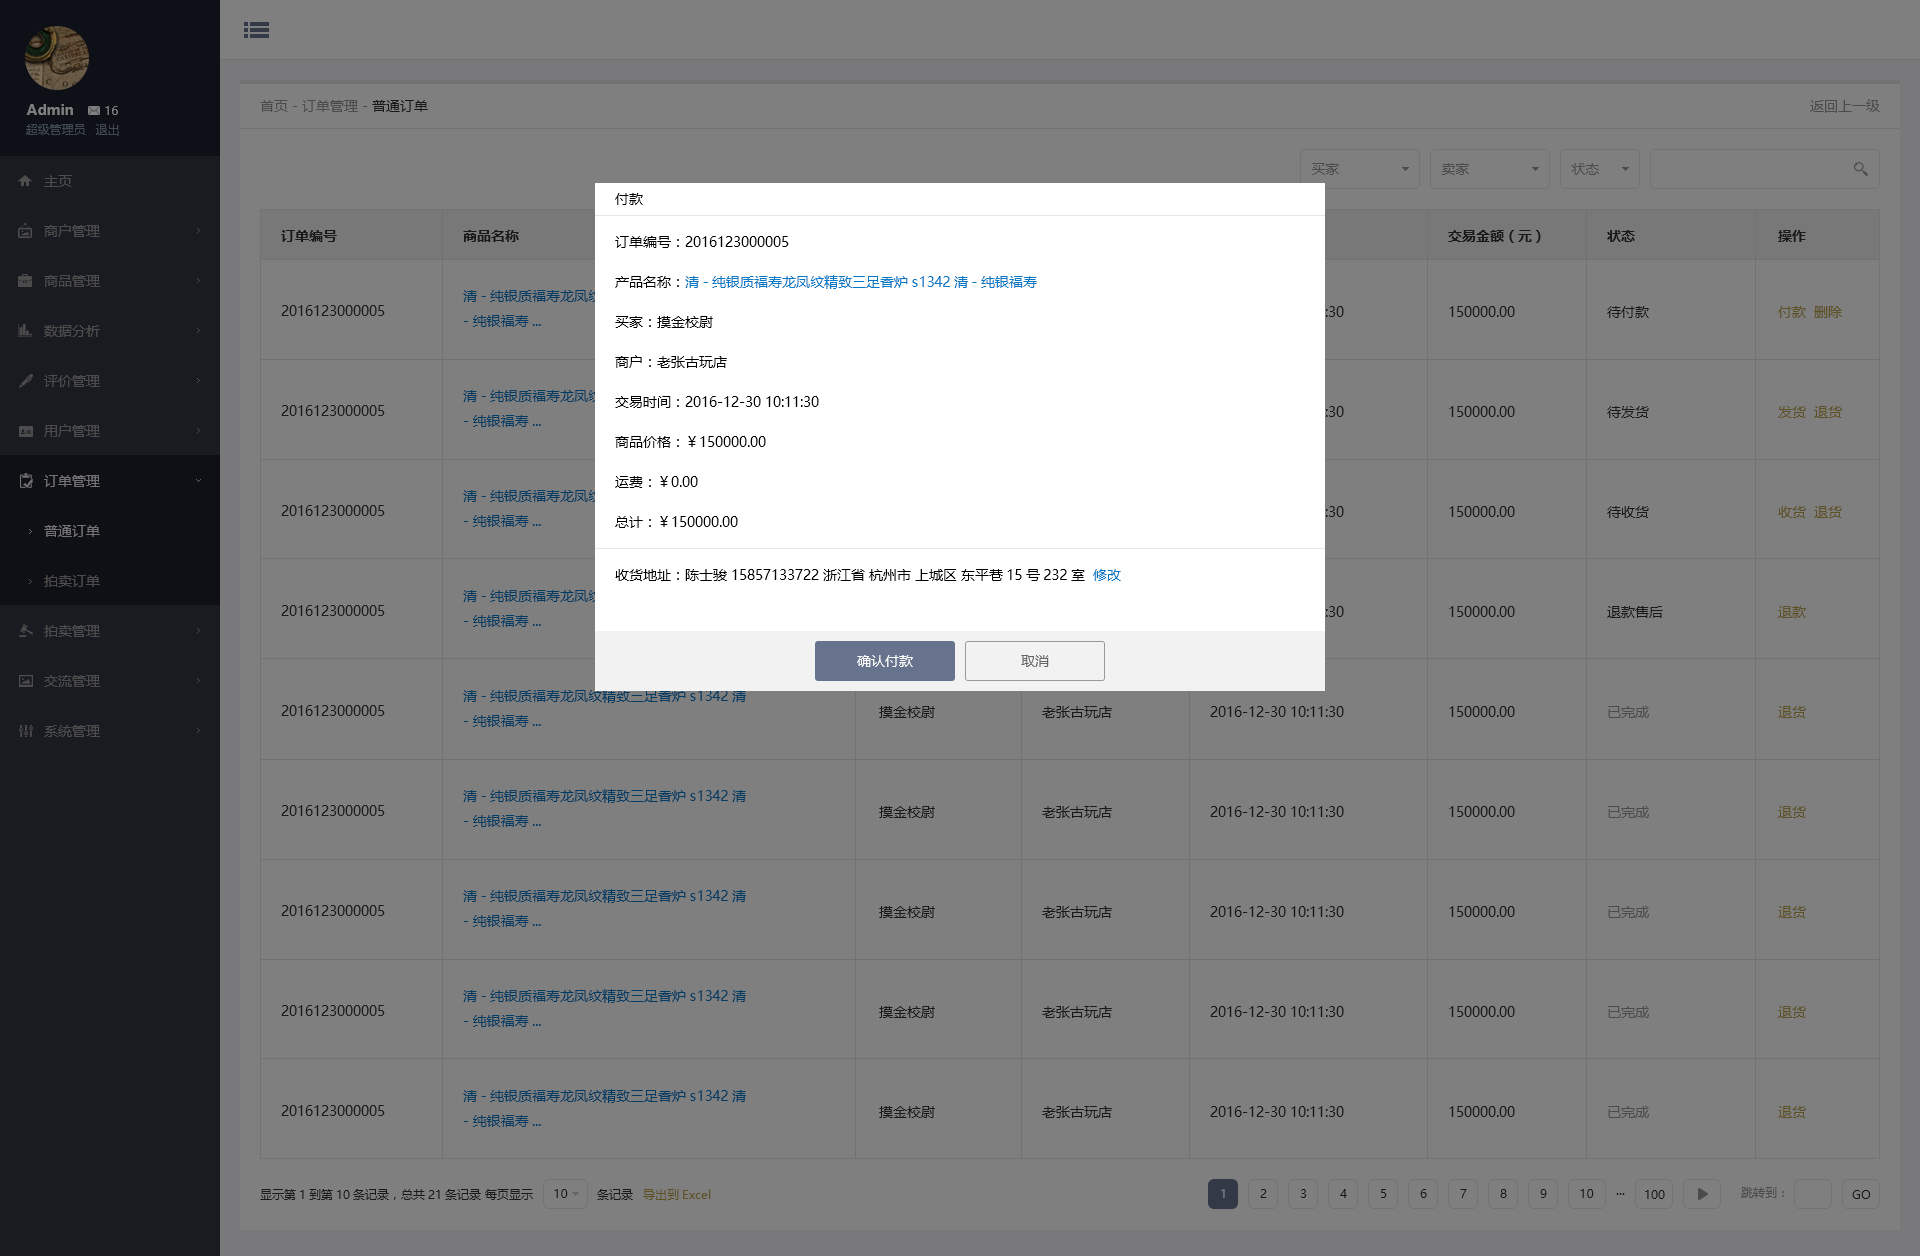 Admin 16
超级管理员 退出
主页
商户管理
商品管理
数据分析
评价管理
用户管理
订单管理
普通订单
拍卖订单
拍卖管理
交流管理
系统管理
首页 - 订单管理 - 普通订单
返回上一级
买家 卖家 状态
订单编号 商品名称 交易金额（元） 状态 操作
2016123000005 清 - 纯银质福寿龙凤纹 - 纯银福寿 ... :30 150000.00 待付款 付款 删除
2016123000005 清 - 纯银质福寿龙凤纹 - 纯银福寿 ... :30 150000.00 待发货 发货 退货
2016123000005 清 - 纯银质福寿龙凤纹 - 纯银福寿 ... :30 150000.00 待收货 收货 退货
2016123000005 清 - 纯银质福寿龙凤纹 - 纯银福寿 ... :30 150000.00 退款售后 退款
付款
订单编号：2016123000005
产品名称：清 - 纯银质福寿龙凤纹精致三足香炉 s1342 清 - 纯银福寿
买家：摸金校尉
商户：老张古玩店
交易时间：2016-12-30 10:11:30
商品价格：￥150000.00
运费：￥0.00
总计：￥150000.00
收货地址：陈士骏 15857133722 浙江省 杭州市 上城区 东平巷 15 号 232 室 修改
确认付款 取消
2016123000005 清 - 纯银质福寿龙凤纹精致三足香炉 s1342 清 - 纯银福寿 ... 摸金校尉 老张古玩店 2016-12-30 10:11:30 150000.00 已完成 退货
2016123000005 清 - 纯银质福寿龙凤纹精致三足香炉 s1342 清 - 纯银福寿 ... 摸金校尉 老张古玩店 2016-12-30 10:11:30 150000.00 已完成 退货
2016123000005 清 - 纯银质福寿龙凤纹精致三足香炉 s1342 清 - 纯银福寿 ... 摸金校尉 老张古玩店 2016-12-30 10:11:30 150000.00 已完成 退货
2016123000005 清 - 纯银质福寿龙凤纹精致三足香炉 s1342 清 - 纯银福寿 ... 摸金校尉 老张古玩店 2016-12-30 10:11:30 150000.00 已完成 退货
2016123000005 清 - 纯银质福寿龙凤纹精致三足香炉 s1342 清 - 纯银福寿 ... 摸金校尉 老张古玩店 2016-12-30 10:11:30 150000.00 已完成 退货
显示第 1 到第 10 条记录，总共 21 条记录 每页显示 10 条记录 导出到 Excel
1 2 3 4 5 6 7 8 9 10 ... 100 跳转到： GO